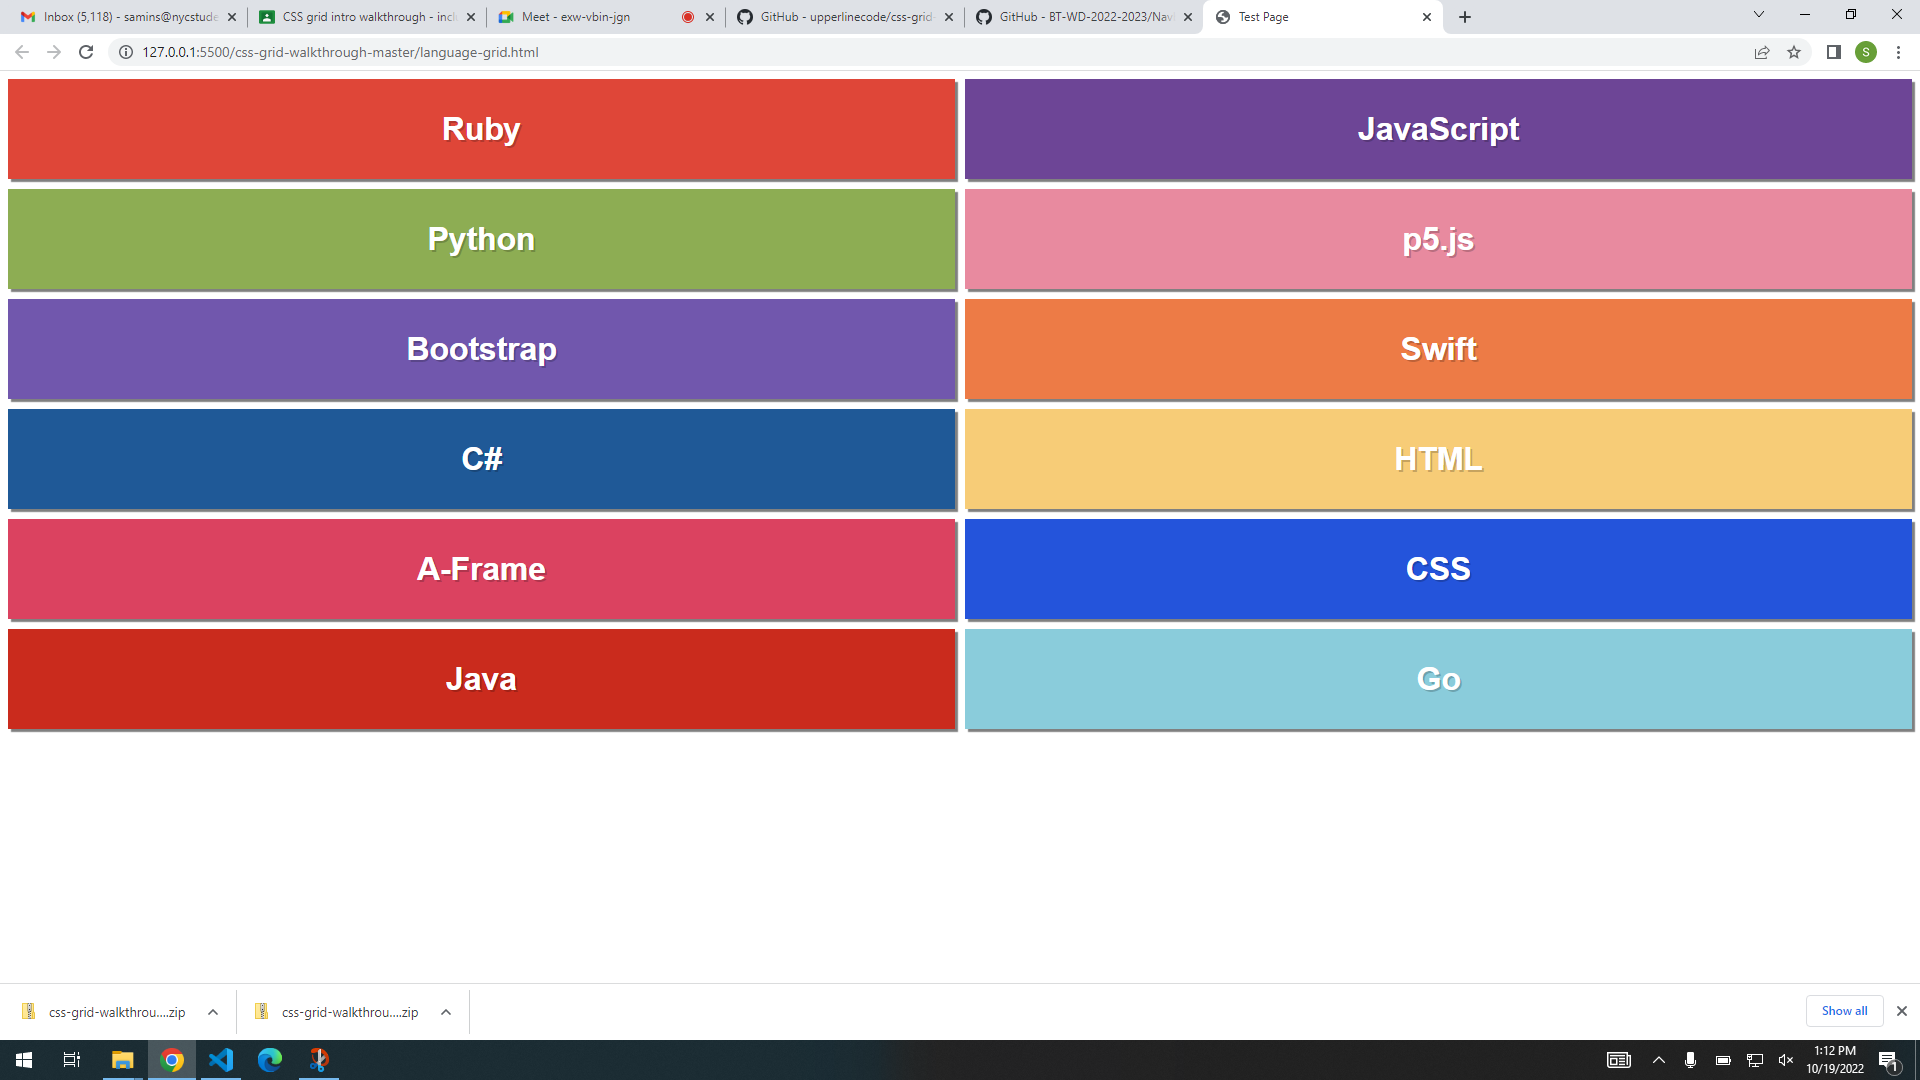 Inbox (5,118) - samins@nycstude
CSS grid intro walkthrough - incl
Meet - exw-vbin-jgn
GitHub - upperlinecode/css-grid-
GitHub - BT-WD-2022-2023/Nav
Test Page
127.0.0.1:5500/css-grid-walkthrough-master/language-grid.html
S
Ruby
JavaScript
Python
p5.js
Bootstrap
Swift
C#
HTML
A-Frame
CSS
Java
Go
css-grid-walkthrou....zip
css-grid-walkthrou....zip
Show all
1:12 PM
10/19/2022
1